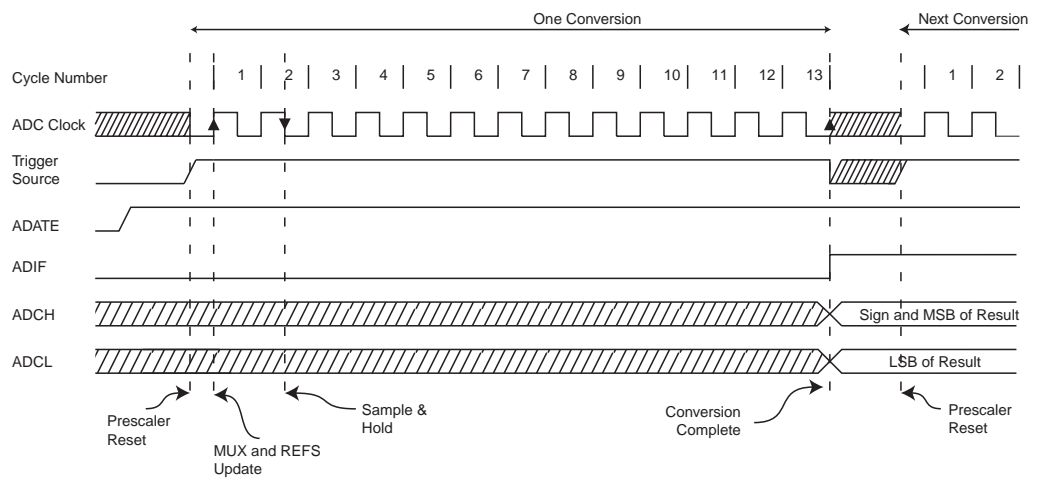 One Conversion
Next Conversion
Cycle Number
1 2 3 4 5 6 7 8 9 10 11 12 13 1 2
ADC Clock
Trigger
Source
ADATE
ADIF
ADCH
Sign and MSB of Result
ADCL
LSB of Result
Prescaler
Reset
MUX and REFS
Update
Sample &
Hold
Conversion
Complete
Prescaler
Reset